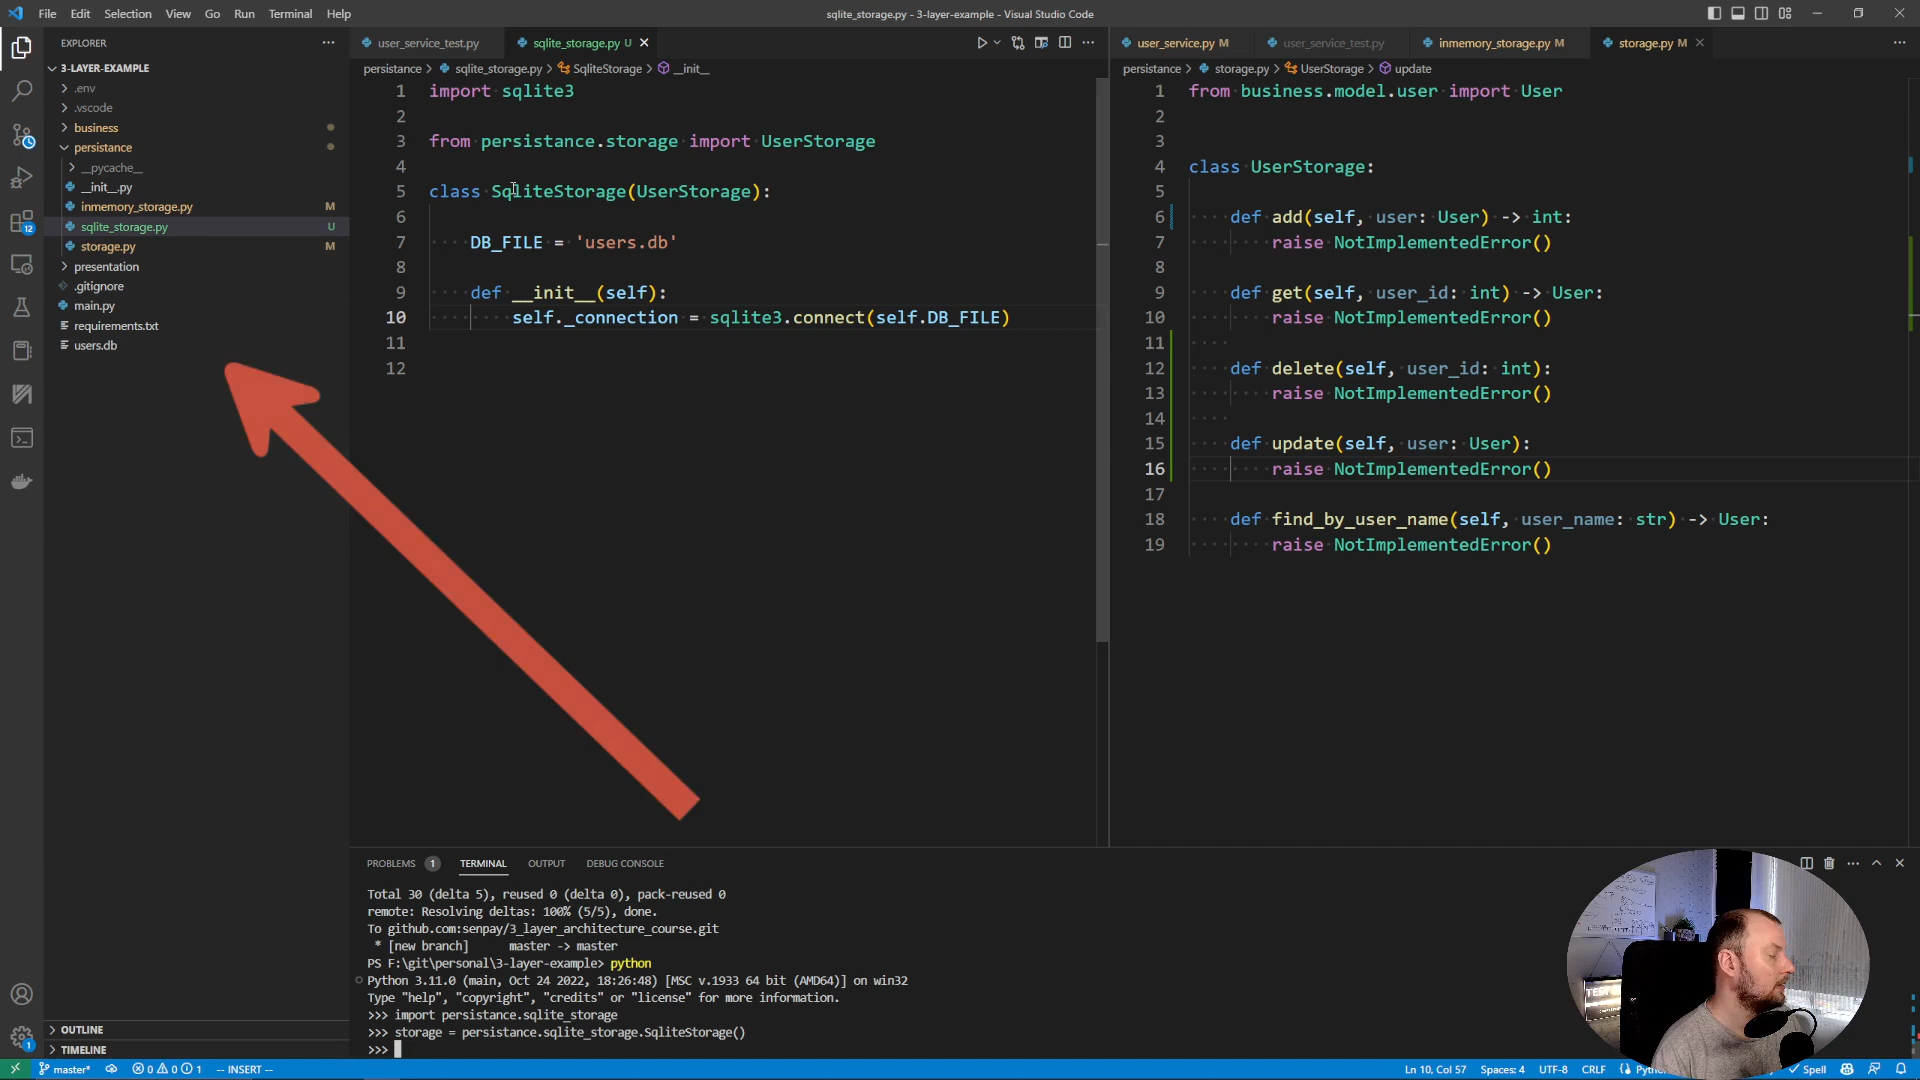 File Edit Selection View Go Run Terminal Help
sqlite_storage.py - 3-layer-example - Visual Studio Code
EXPLORER
3-LAYER-EXAMPLE
.env
.vscode
business
persistance
__pycache__
__init__.py
inmemory_storage.py M
sqlite_storage.py U
storage.py M
presentation
.gitignore
main.py
requirements.txt
users.db
OUTLINE
TIMELINE
12
1
user_service_test.py
sqlite_storage.py U
persistance > sqlite_storage.py > SqliteStorage > __init__
1 import sqlite3
2
3 from persistance.storage import UserStorage
4
5 class SqliteStorage(UserStorage):
6
7 DB_FILE = 'users.db'
8
9 def __init__(self):
10 self._connection = sqlite3.connect(self.DB_FILE)
11
12
user_service.py M
user_service_test.py
inmemory_storage.py M
storage.py M
persistance > storage.py > UserStorage > update
1 from business.model.user import User
2
3
4 class UserStorage:
5
6 def add(self, user: User) -> int:
7 raise NotImplementedError()
8
9 def get(self, user_id: int) -> User:
10 raise NotImplementedError()
11
12 def delete(self, user_id: int):
13 raise NotImplementedError()
14
15 def update(self, user: User):
16 raise NotImplementedError()
17
18 def find_by_user_name(self, user_name: str) -> User:
19 raise NotImplementedError()
PROBLEMS 1 TERMINAL OUTPUT DEBUG CONSOLE
Total 30 (delta 5), reused 0 (delta 0), pack-reused 0
remote: Resolving deltas: 100% (5/5), done.
To github.com:senpay/3_layer_architecture_course.git
* [new branch] master -> master
PS F:\git\personal\3-layer-example> python
Python 3.11.0 (main, Oct 24 2022, 18:26:48) [MSC v.1933 64 bit (AMD64)] on win32
Type "help", "copyright", "credits" or "license" for more information.
>>> import persistance.sqlite_storage
>>> storage = persistance.sqlite_storage.SqliteStorage()
>>>
master* 0 0 1 -- INSERT --
Ln 10, Col 57 Spaces: 4 UTF-8 CRLF Spell